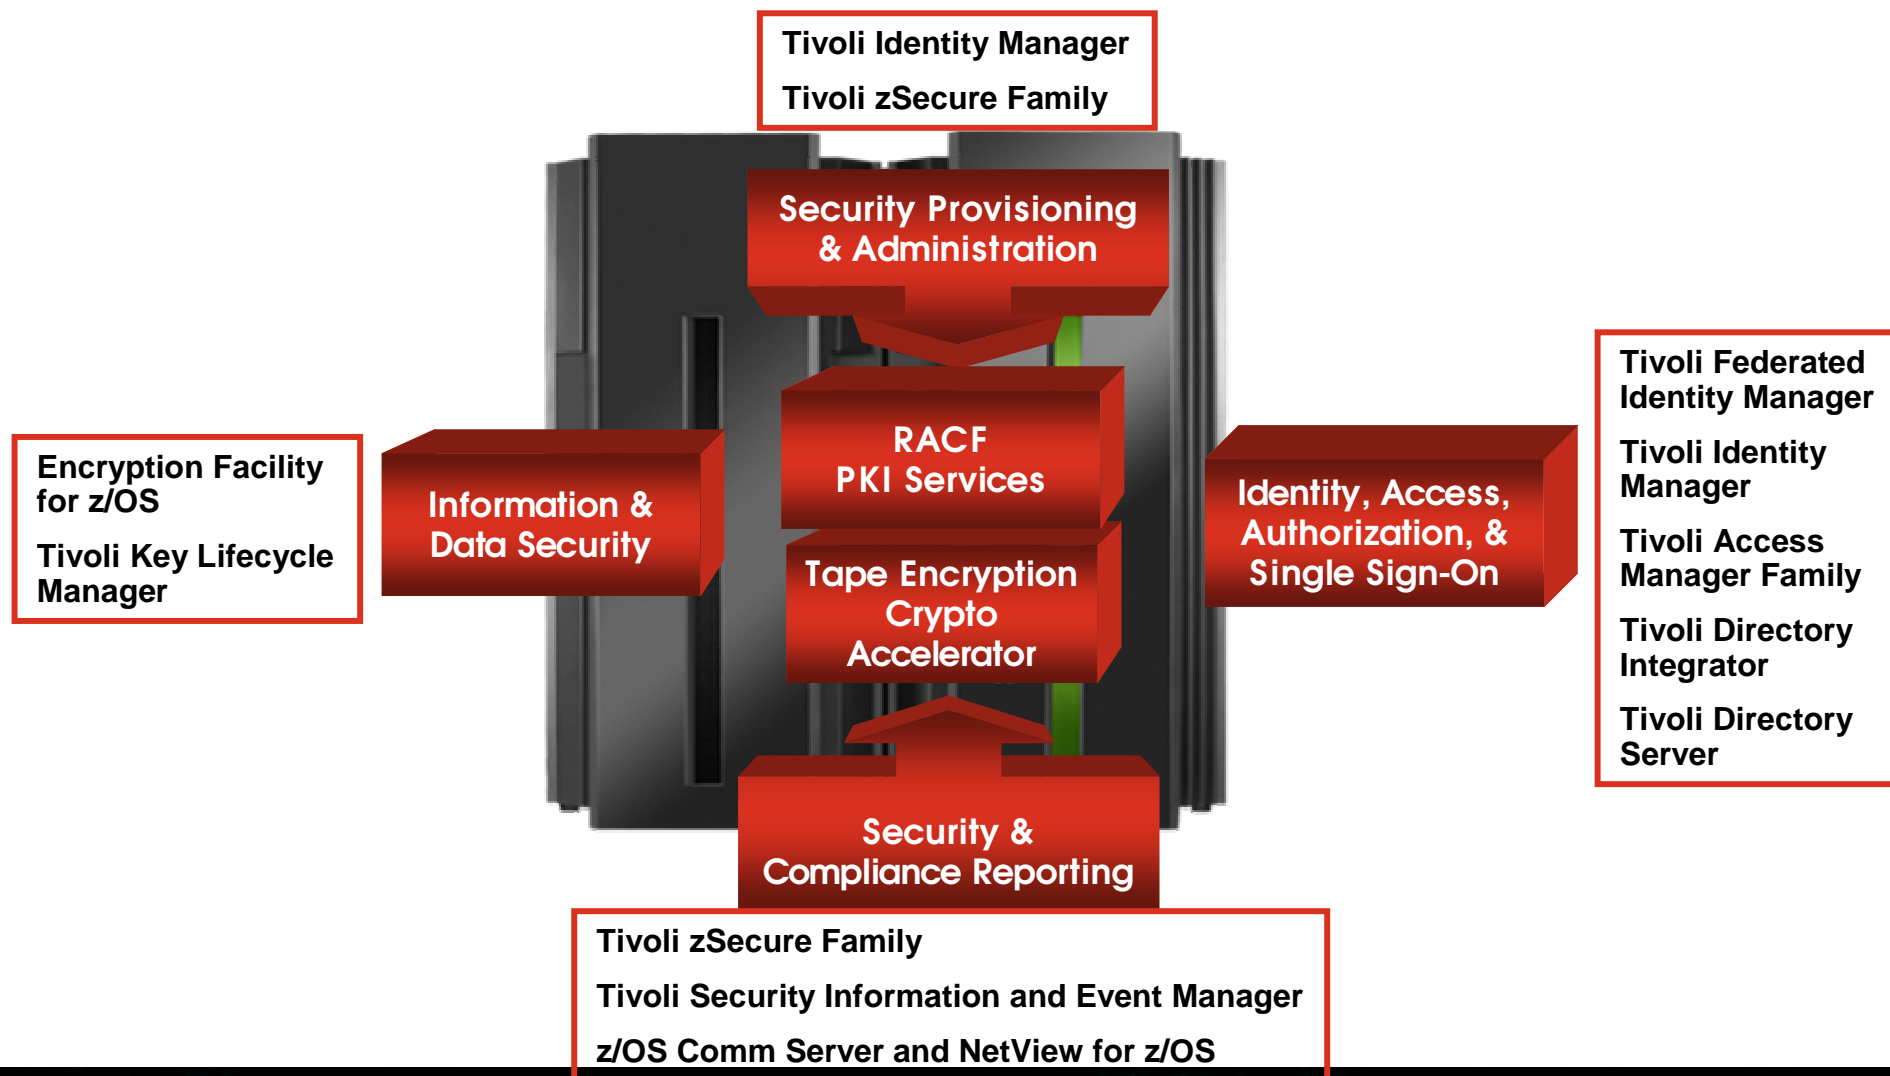 Tivoli Identity Manager
Tivoli zSecure Family
Security Provisioning
& Administration
RACF
PKI Services
Tape Encryption
Crypto
Accelerator
Encryption Facility
for z/OS
Tivoli Key Lifecycle
Manager
Information &
Data Security
Identity, Access,
Authorization, &
Single Sign-On
Tivoli Federated
Identity Manager
Tivoli Identity
Manager
Tivoli Access
Manager Family
Tivoli Directory
Integrator
Tivoli Directory
Server
Security &
Compliance Reporting
Tivoli zSecure Family
Tivoli Security Information and Event Manager
z/OS Comm Server and NetView for z/OS